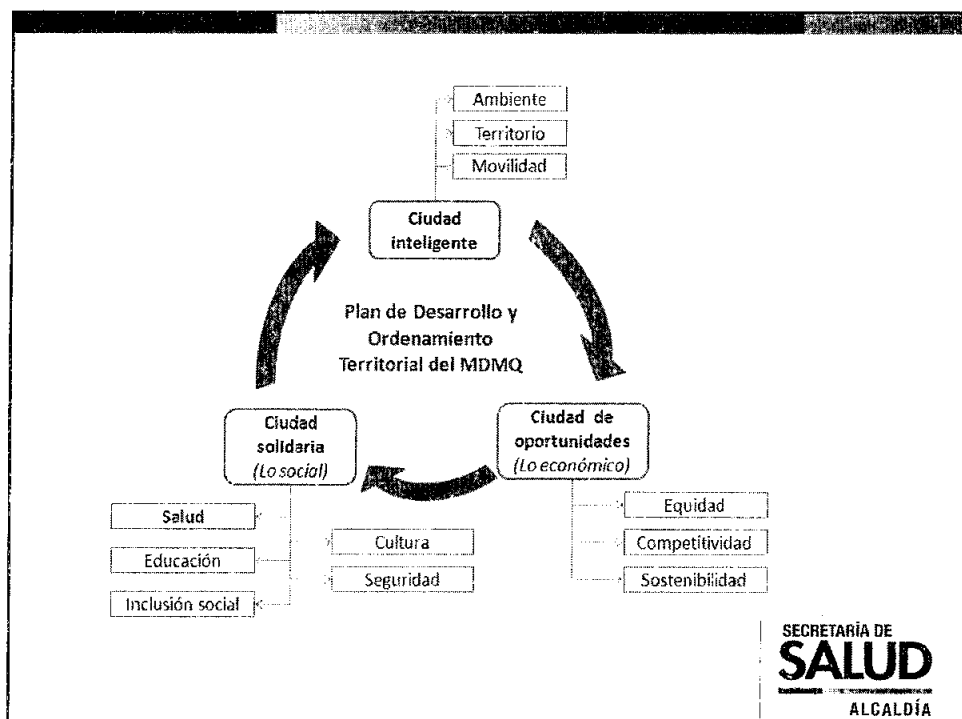 Ambiente
Territorio
Movilidad
Ciudad
inteligente
Plan de Desarrollo y
Ordenamiento
Territorial del MDMQ
Ciudad
solidaria
(Lo social)
Ciudad de
oportunidades
(Lo económico)
Salud
Educación
Inclusión social
Cultura
Seguridad
Equidad
Competitividad
Sostenibilidad
SECRETARÍA DE
SALUD
ALCALDÍA